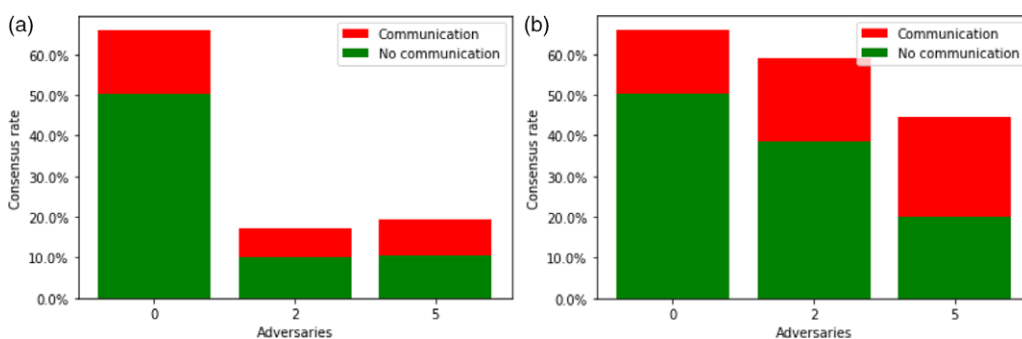 (a)
Consensus rate
60.0%
50.0%
40.0%
30.0%
20.0%
10.0%
0.0%
Communication
No communication
0 2 5
Adversaries
(b)
Consensus rate
60.0%
50.0%
40.0%
30.0%
20.0%
10.0%
0.0%
Communication
No communication
0 2 5
Adversaries